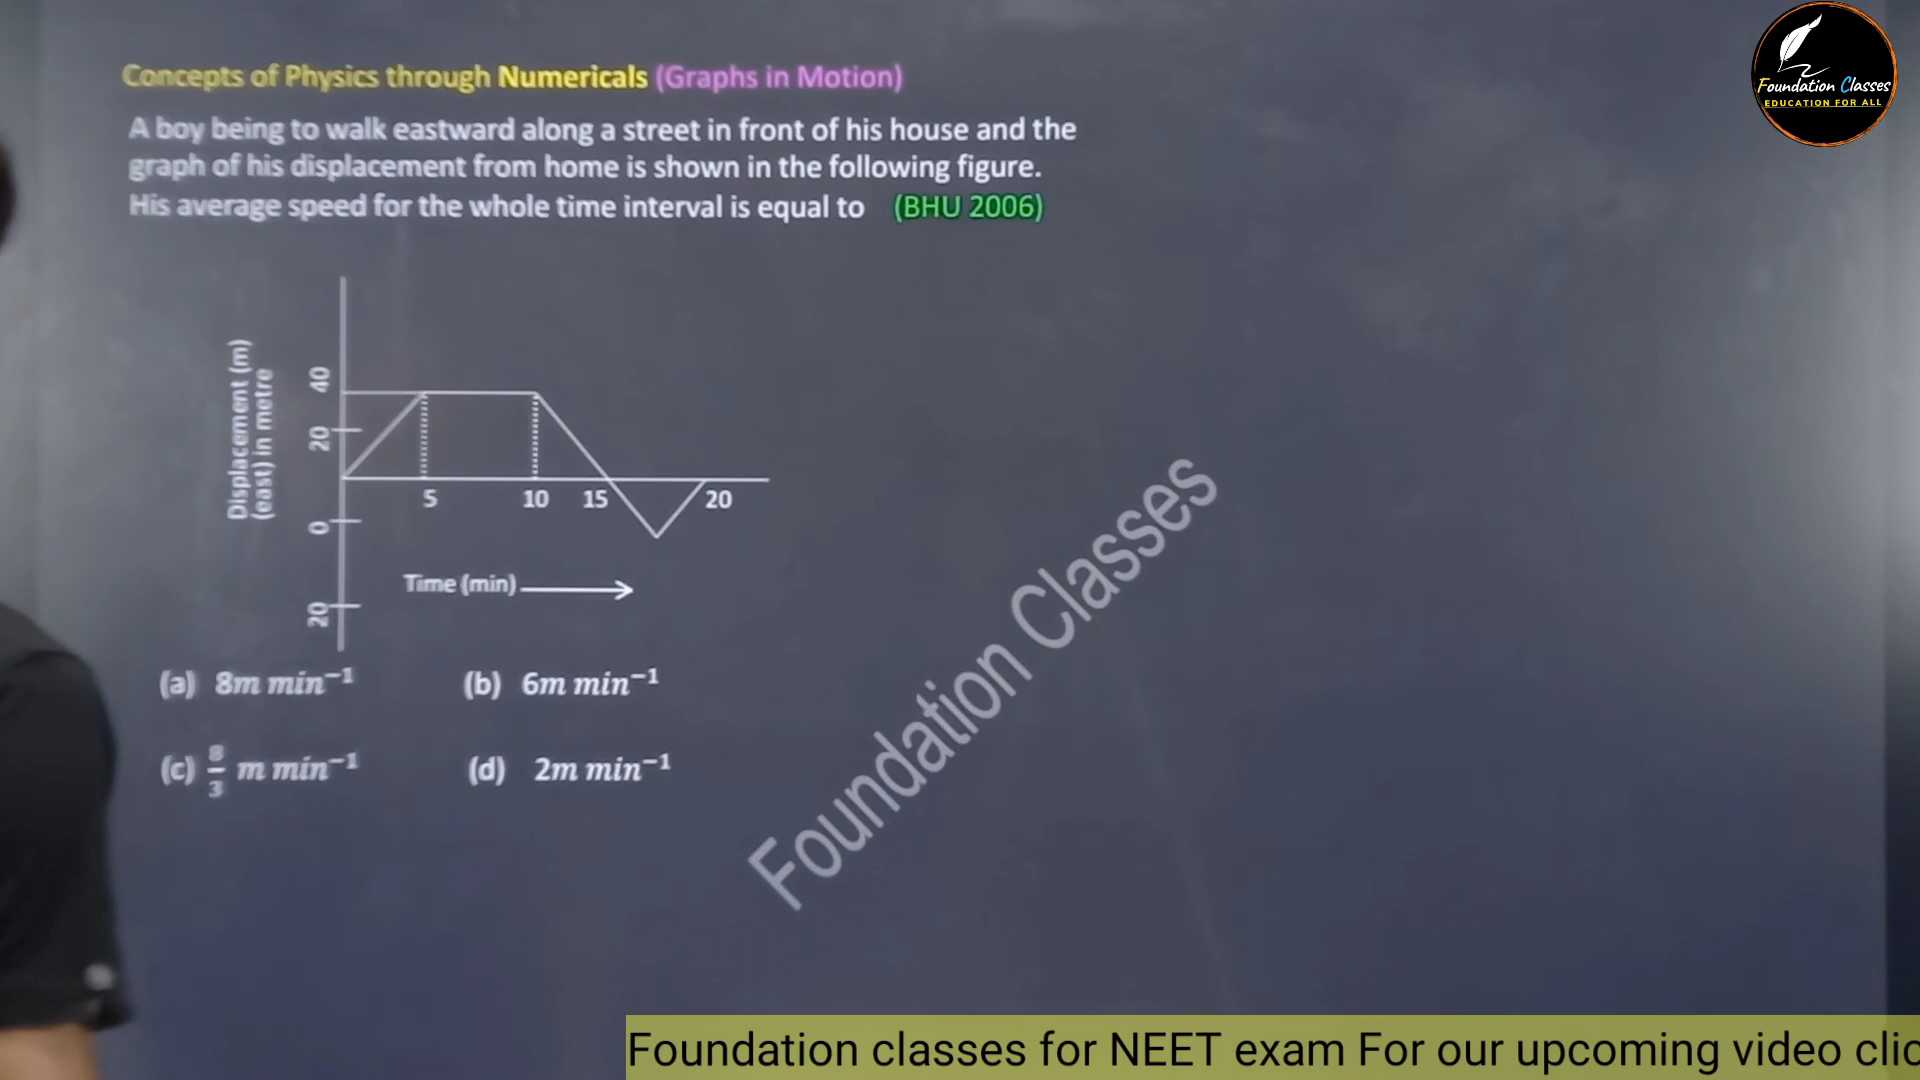 Foundation Classes
EDUCATION FOR ALL
Concepts of Physics through Numericals (Graphs in Motion)
A boy being to walk eastward along a street in front of his house and the
graph of his displacement from home is shown in the following figure.
His average speed for the whole time interval is equal to (BHU 2006)
Displacement (m)
(east) in metre
40
20
0
20
5 10 15 20
Time (min)
(a) 8m min⁻¹ (b) 6m min⁻¹
(c) 8/3 m min⁻¹ (d) 2m min⁻¹
Foundation Classes
Foundation classes for NEET exam For our upcoming video clic